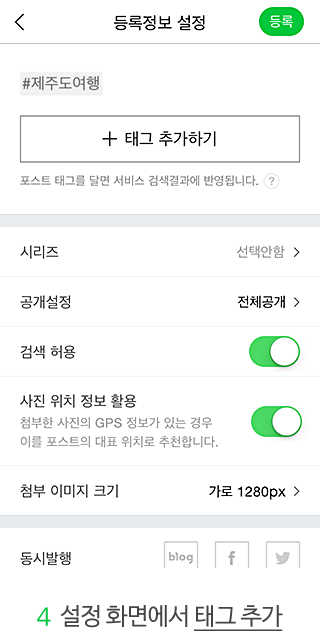 등록정보 설정
등록
#제주도여행
+ 태그 추가하기
포스트 태그를 달면 서비스 검색결과에 반영됩니다. ?
시리즈 선택안함 >
공개설정 전체공개 >
검색 허용
사진 위치 정보 활용
첨부한 사진의 GPS 정보가 있는 경우
이를 포스트의 대표 위치로 추천합니다.
첨부 이미지 크기 가로 1280px >
동시발행 blog f
4 설정 화면에서 태그 추가